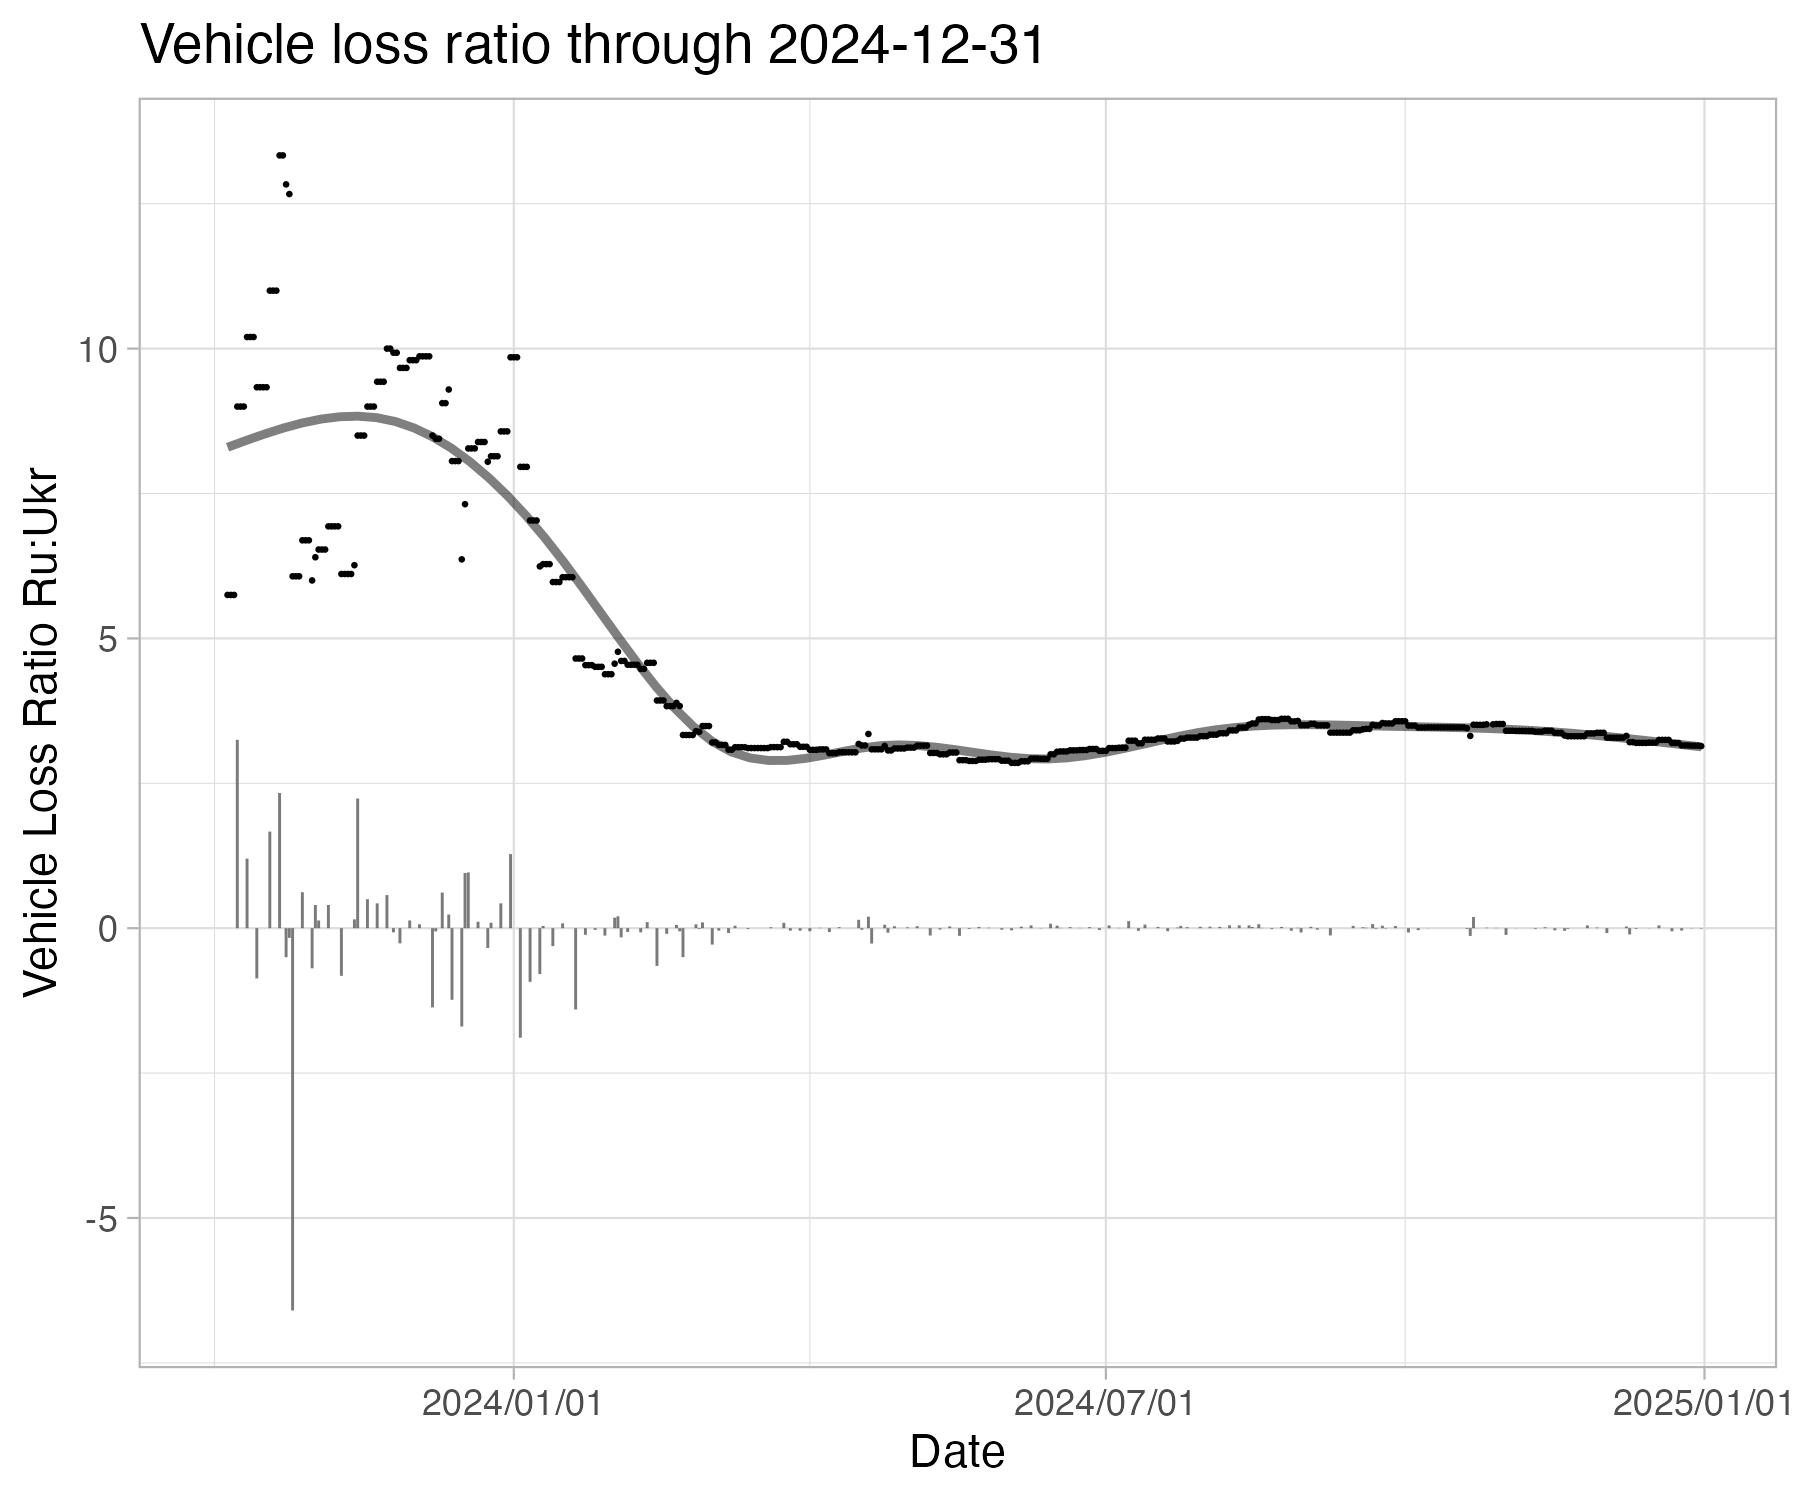 Vehicle loss ratio through 2024-12-31
Vehicle Loss Ratio Ru:Ukr
10
5
0
-5
2024/01/01
2024/07/01
2025/01/01
Date